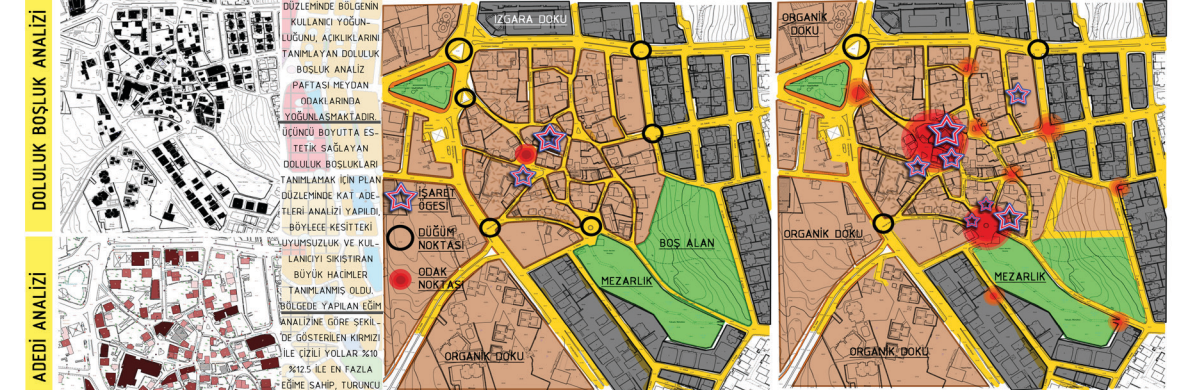 DOLULUK BOŞLUK ANALİZİ
ADEDİ ANALİZİ
DÜZLEMİNDE BÖLGENİN
KULLANICI YOĞUN-
LUĞUNU, AÇIKLIKLARINI
TANIMLAYAN DOLULUK
BOŞLUK ANALİZ
PAFTASI MEYDAN
ODAKLARINDA
YOĞUNLAŞMAKTADIR.
ÜÇÜNCÜ BOYUTTA ES-
TETİK SAĞLAYAN
DOLULUK BOŞLUKLARI
TANIMLAMAK İÇİN PLAN
DÜZLEMİNDE KAT ADE-
TLERİ ANALİZİ YAPILDI,
BÖYLECE KESİTTEKİ
UYUMSUZLUK VE KUL-
LANICIYI SIKIŞTIRAN
BÜYÜK HACİMLER
TANIMLANMIŞ OLDU.
BÖLGEDE YAPILAN EĞİM
ANALİZİNE GÖRE ŞEKİL-
DE GÖSTERİLEN KIRMIZI
İLE ÇİZİLİ YOLLAR %10
%12.5 İLE EN FAZLA
EĞİME SAHİP, TURUNCU
IZGARA DOKU
İŞARET
ÖGESİ
DÜĞÜM
NOKTASI
ODAK
NOKTASI
BOŞ ALAN
MEZARLIK
ORGANİK DOKU
ORGANİK
DOKU
ORGANİK DOKU
MEZARLIK
ORGANİK DOKU